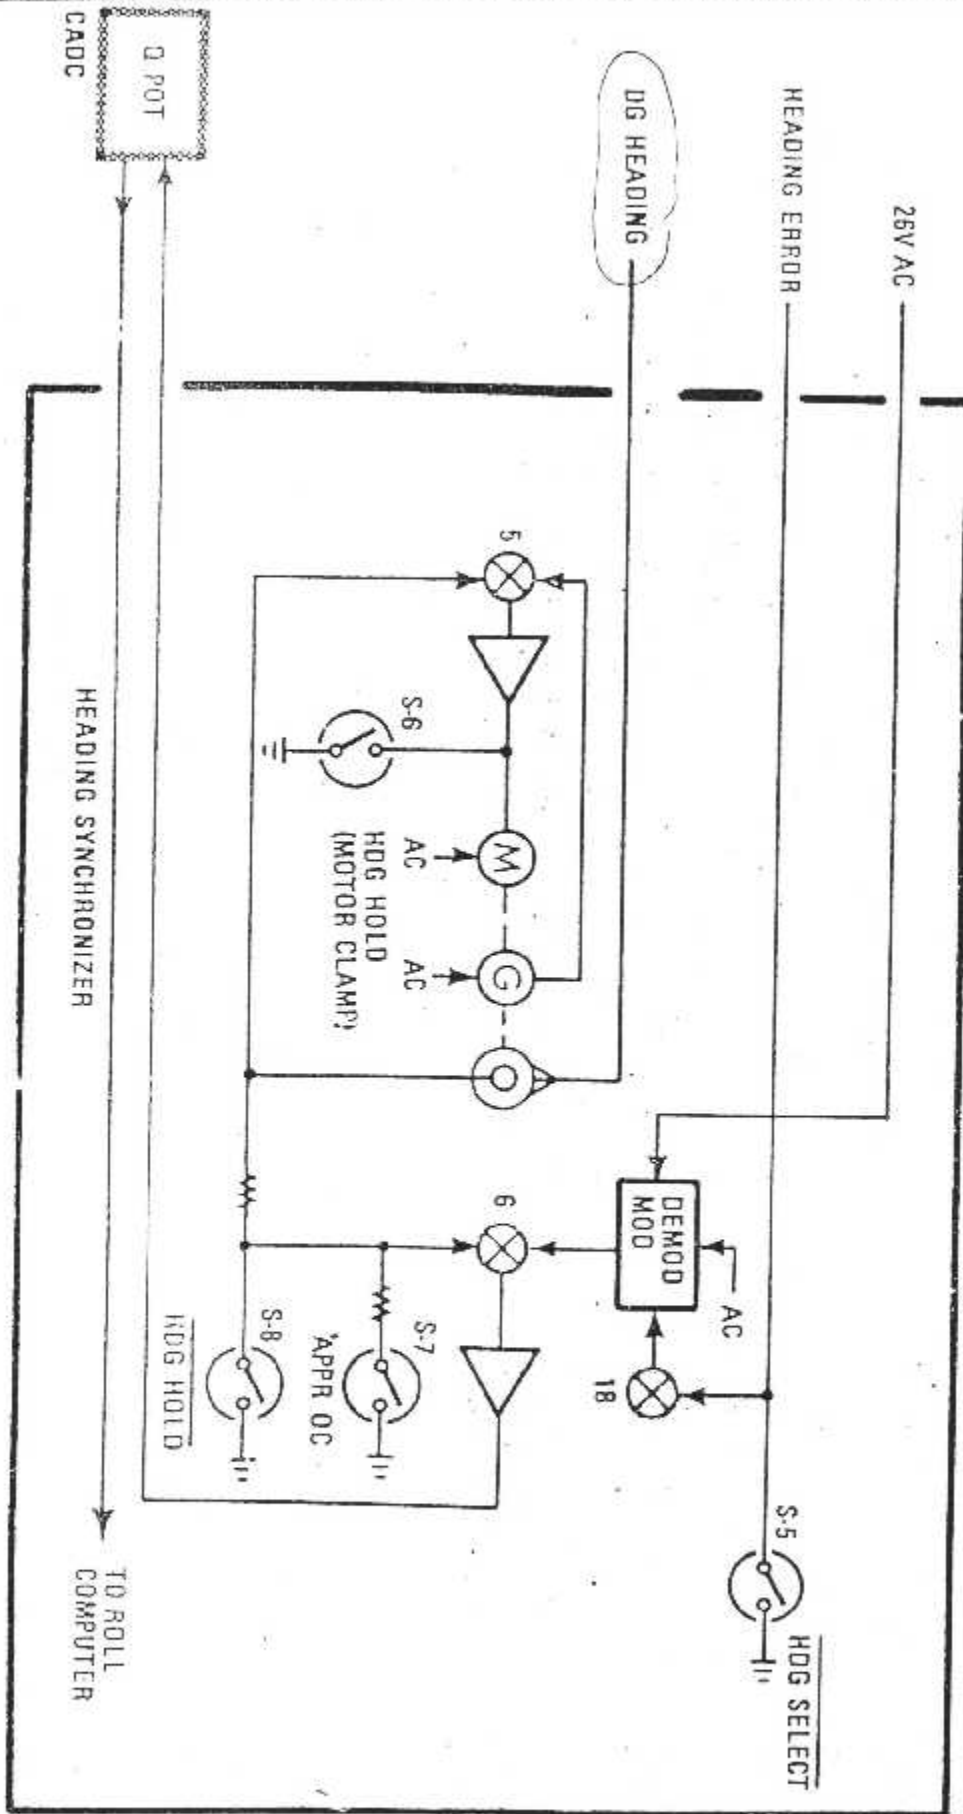 26V AC
HEADING ERROR
DG HEADING
Q POT
CADC
S-5
HDG SELECT
AC
DEMOD
MOD
18
5
6
M
G
AC
AC
S-6
HDG HOLD
(MOTOR CLAMP)
S-7
APPR OC
S-8
HDG HOLD
HEADING SYNCHRONIZER
TO ROLL
COMPUTER